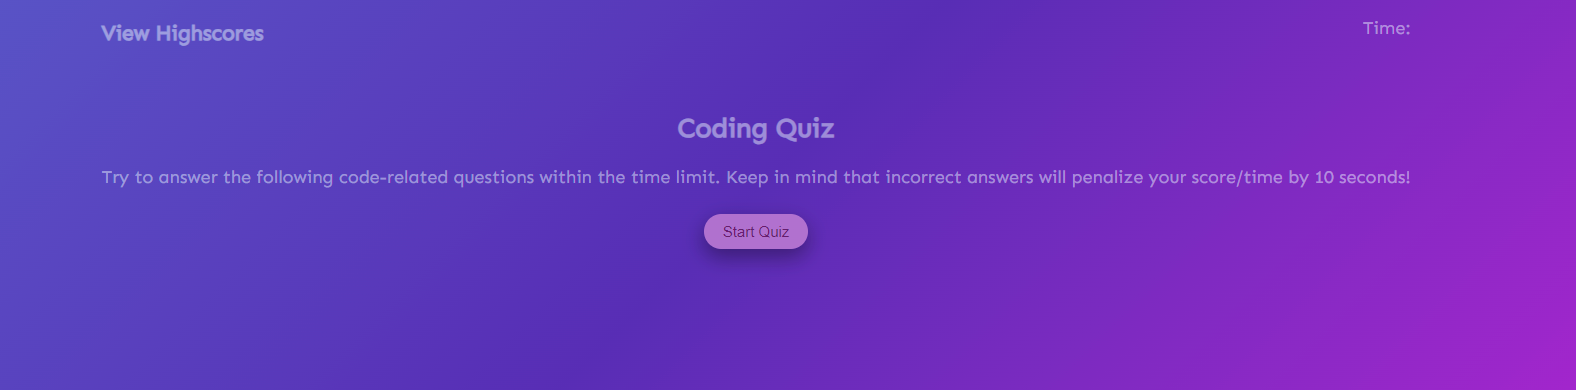 View Highscores
Time:
Coding Quiz
Try to answer the following code-related questions within the time limit. Keep in mind that incorrect answers will penalize your score/time by 10 seconds!
Start Quiz